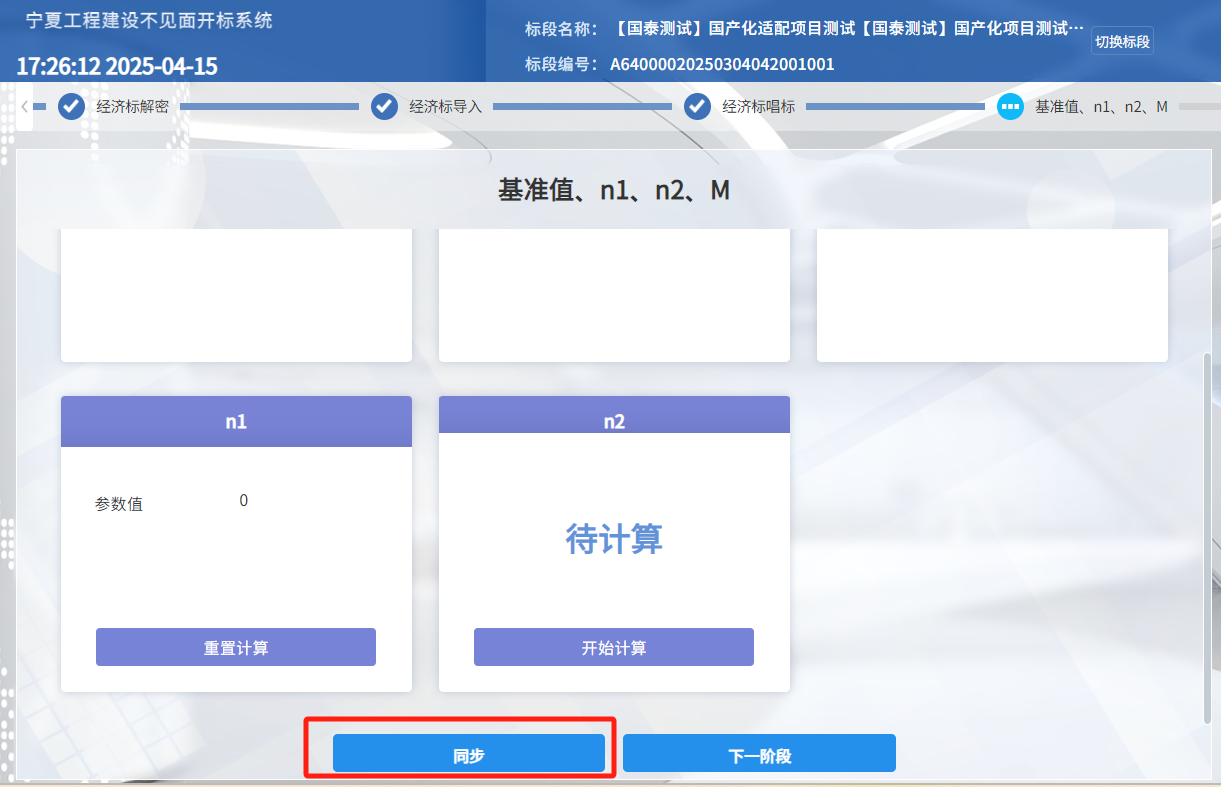 宁夏工程建设不见面开标系统
17:26:12 2025-04-15
标段名称： 【国泰测试】国产化适配项目测试【国泰测试】国产化项目测试…
切换标段
标段编号： A64000020250304042001001
经济标解密
经济标导入
经济标唱标
基准值、n1、n2、M
基准值、n1、n2、M
n1
n2
参数值 0
待计算
重置计算
开始计算
同步
下一阶段